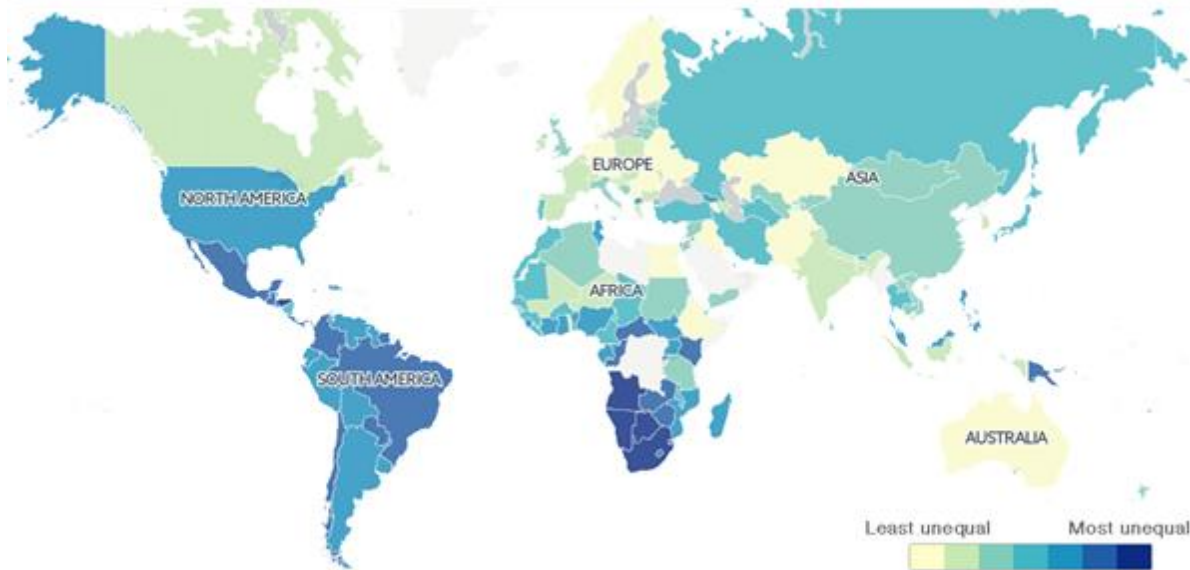 EUROPE
ASIA
NORTH AMERICA
AFRICA
SOUTH AMERICA
AUSTRALIA
Least unequal Most unequal